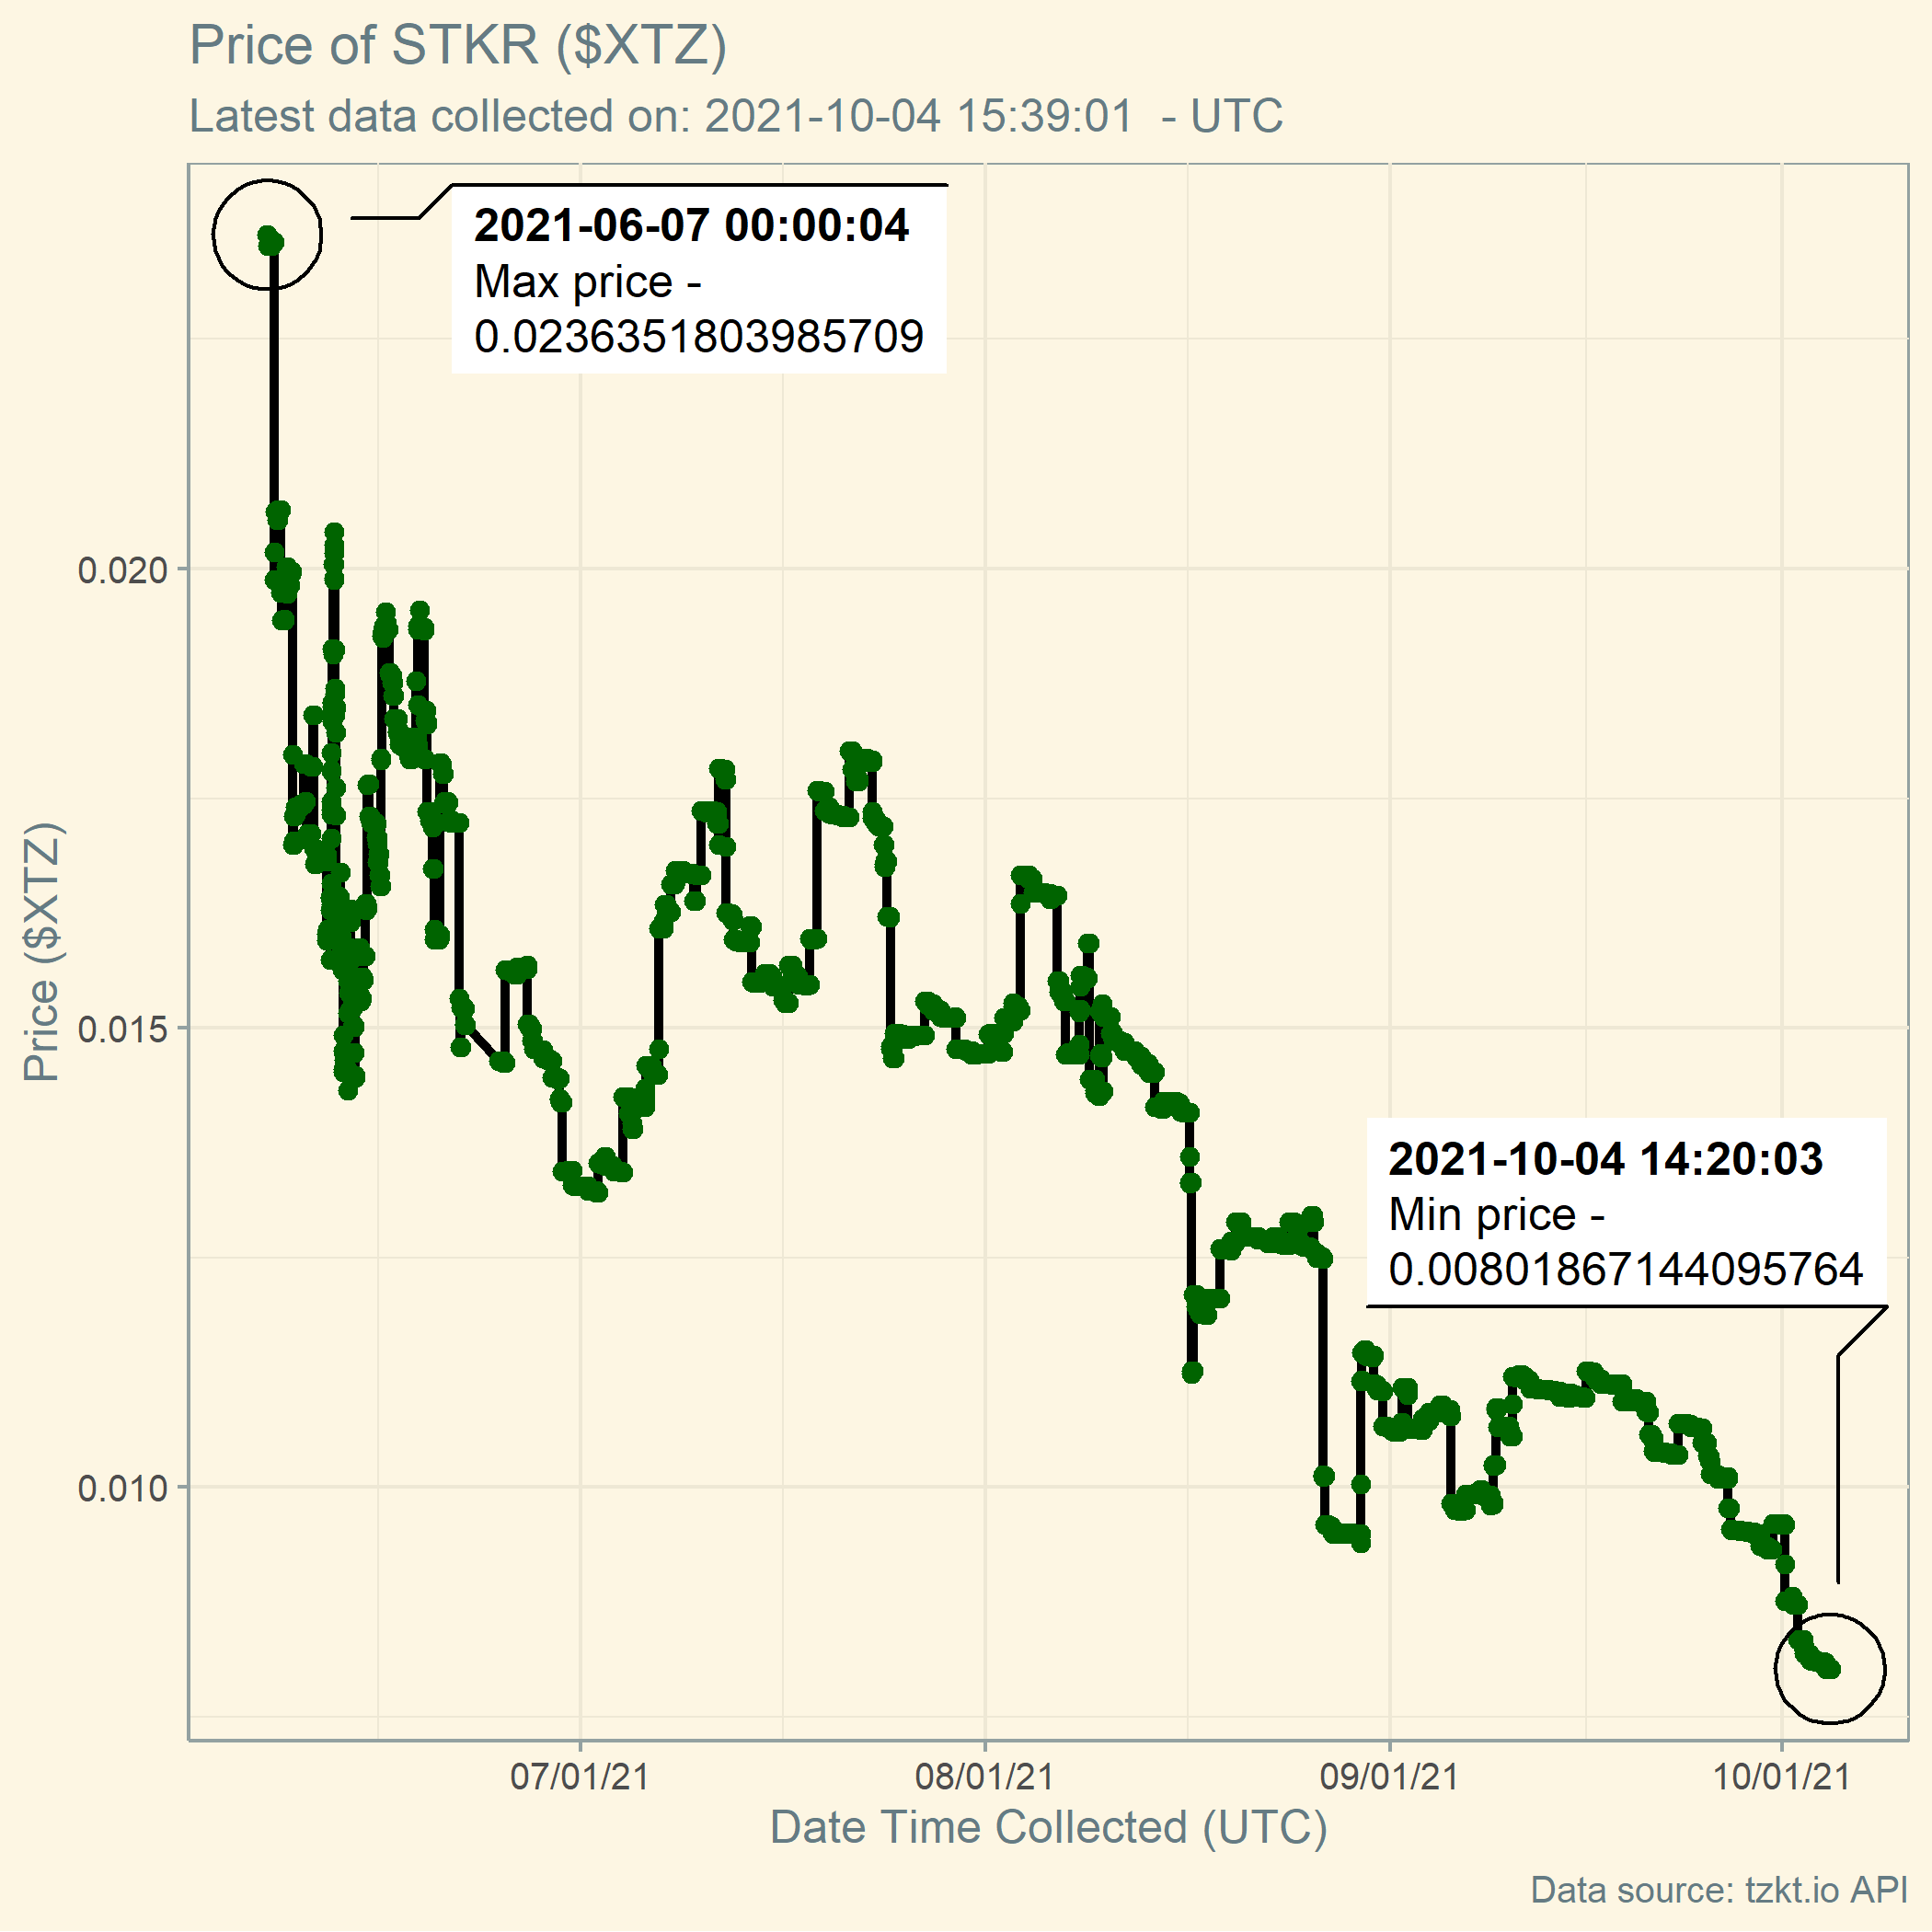 Price of STKR ($XTZ)
Latest data collected on: 2021-10-04 15:39:01  - UTC
2021-06-07 00:00:04
Max price -
0.0236351803985709
0.020
0.015
0.010
Price ($XTZ)
2021-10-04 14:20:03
Min price -
0.00801867144095764
07/01/21
08/01/21
09/01/21
10/01/21
Date Time Collected (UTC)
Data source: tzkt.io API